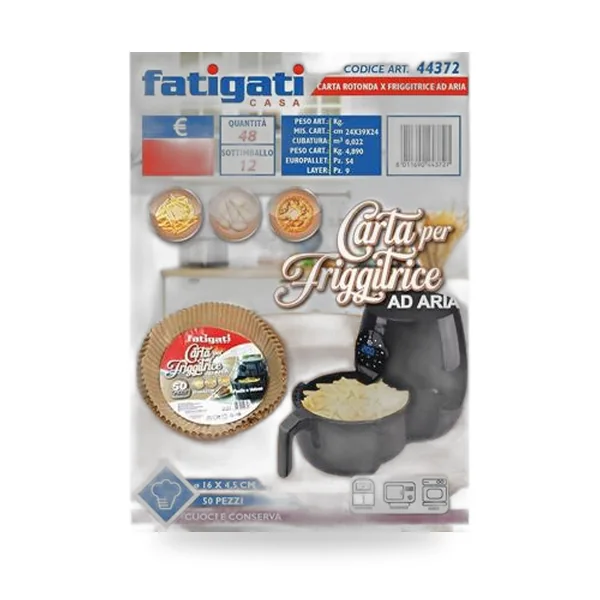 fatigati
CASA
CODICE ART. 44372
CARTA ROTONDA X FRIGGITRICE AD ARIA
€
QUANTITÀ
48
SOTTIMBALLO
12
PESO ART.: Kg.
MIS. CART.: cm 24X39X24
CUBATURA: m³ 0,022
PESO CART.: Kg. 4,890
EUROPALLET: Pz. 54
LAYER: Pz. 9
Carta per
Friggitrice
AD ARIA
fatigati
Carta per
Friggitrice
50
ø 16 X 4.5 CM
50 PEZZI
CUOCI E CONSERVA